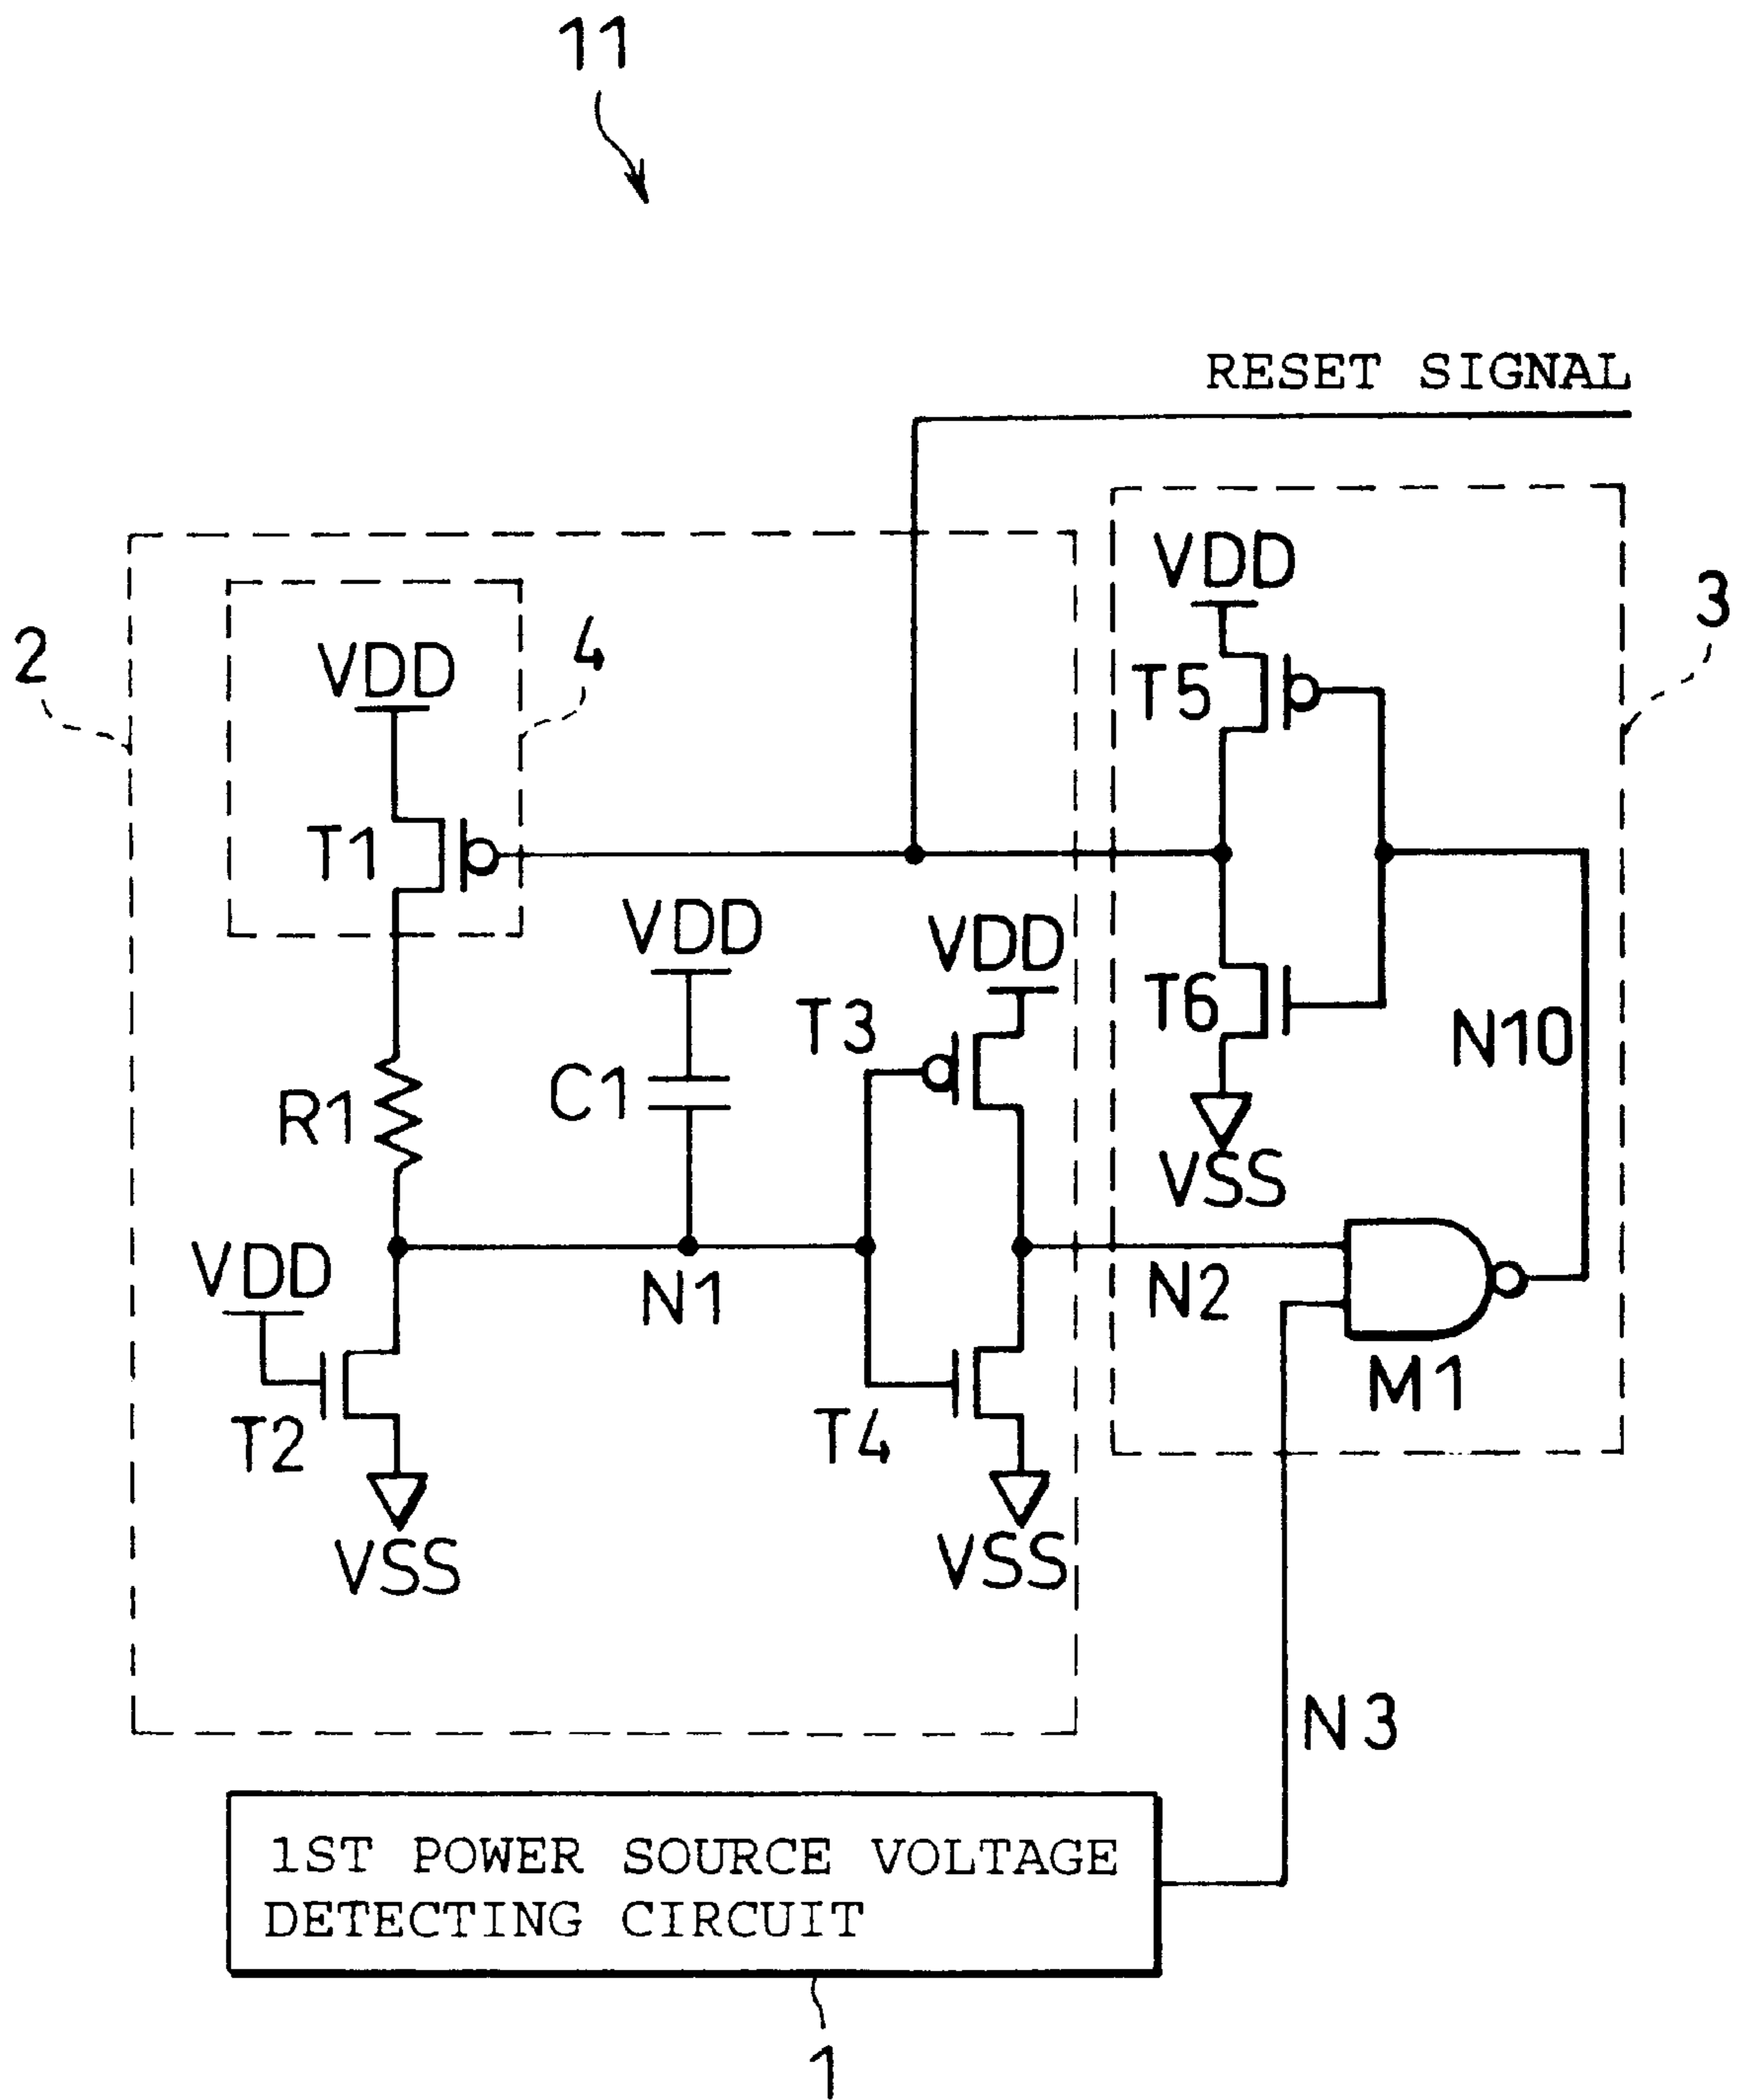 11
RESET SIGNAL
VDD
3
2
4
VDD
T5
T1
VDD
VDD
T6
T3
N10
C1
R1
VSS
VDD
N1
N2
M1
T2
T4
VSS
VSS
N3
1ST POWER SOURCE VOLTAGE
DETECTING CIRCUIT
1